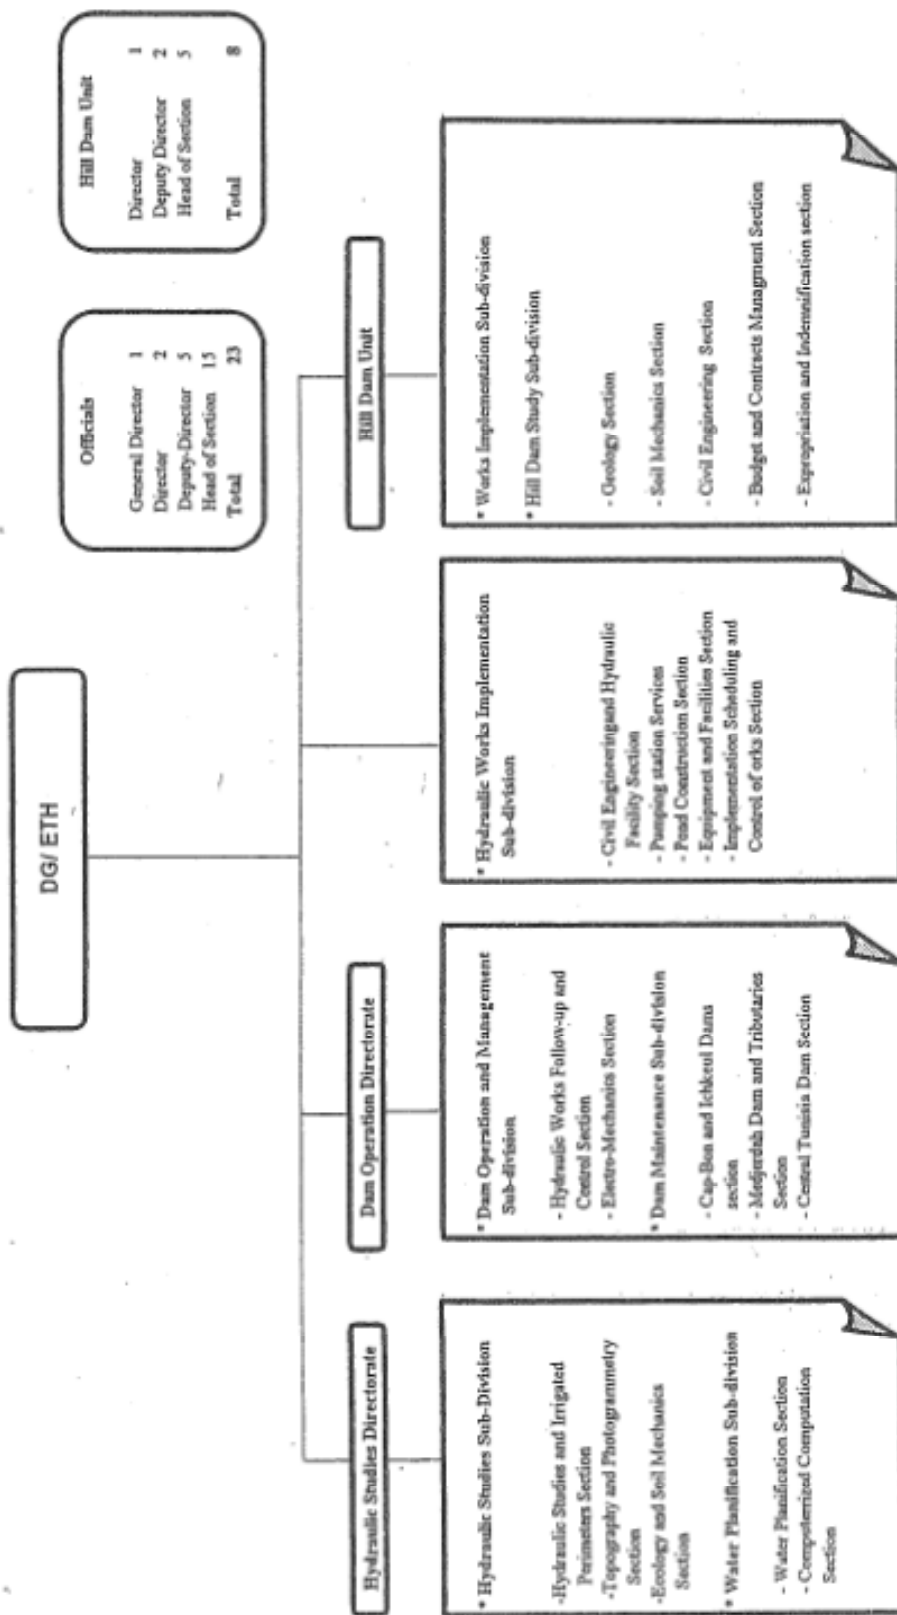 DG/ ETH
Officials
General Director 1
Director 2
Deputy-Director 5
Head of Section 15
Total 23
Hill Dam Unit
Director 1
Deputy Director 2
Head of Section 5
Total 8
Hydraulic Studies Directorate
Dam Operation Directorate
Hill Dam Unit
* Hydraulic Studies Sub-Division
-Hydraulic Studies and Irrigated
Perimeters Section
-Topography and Photogrammetry
Section
-Ecology and Soil Mechanics
Section
* Water Planification Sub-division
- Water Planification Section
- Computerrized Computation
Section
* Dam Operation and Management
Sub-division
- Hydraulic Works Follow-up and
Control Section
- Electro-Mechanics Section
* Dam Maintenance Sub-division
- Cap-Bon and Ichkeul Dams
section
- Medjerdah Dam and Tributaries
Section
- Central Tunisia Dam Section
* Hydraulic Works Implementation
Sub-division
- Civil Engineeringand Hydraulic
Facility Section
- Pumping station Services
- Pond Construction Section
- Equipment and Facilities Section
- Implementation Scheduling and
Control of orks Section
* Works Implementation Sub-division
* Hill Dam Study Sub-division
- Geology Section
- Soil Mechanics Section
- Civil Engineering Section
- Budget and Contracts Managment Section
- Expropriation and Indemnification section